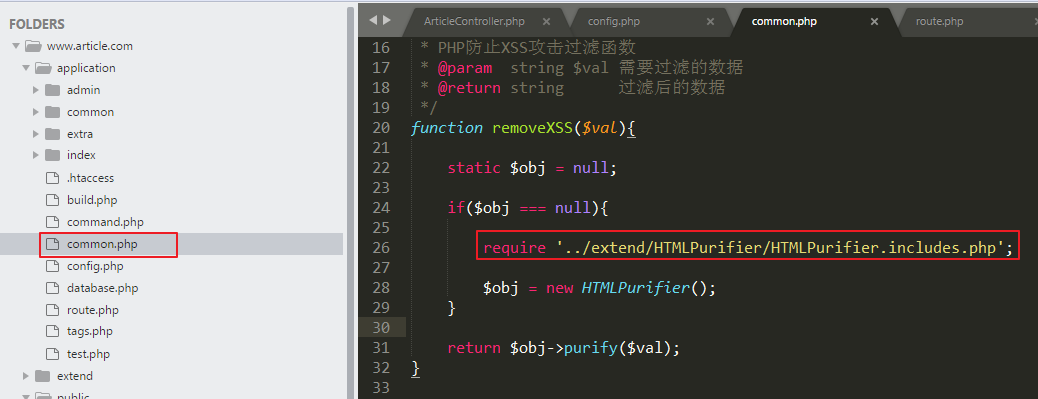 FOLDERS
www.article.com
application
admin
common
extra
index
.htaccess
build.php
command.php
common.php
config.php
database.php
route.php
tags.php
test.php
extend
public
ArticleController.php × config.php × common.php × route.php
16 * PHP防止XSS攻击过滤函数
17 * @param string $val 需要过滤的数据
18 * @return string 过滤后的数据
19 */
20 function removeXSS($val){
21
22 static $obj = null;
23
24 if($obj === null){
25
26 require '../extend/HTMLPurifier/HTMLPurifier.includes.php';
27
28 $obj = new HTMLPurifier();
29 }
30
31 return $obj->purify($val);
32 }
33